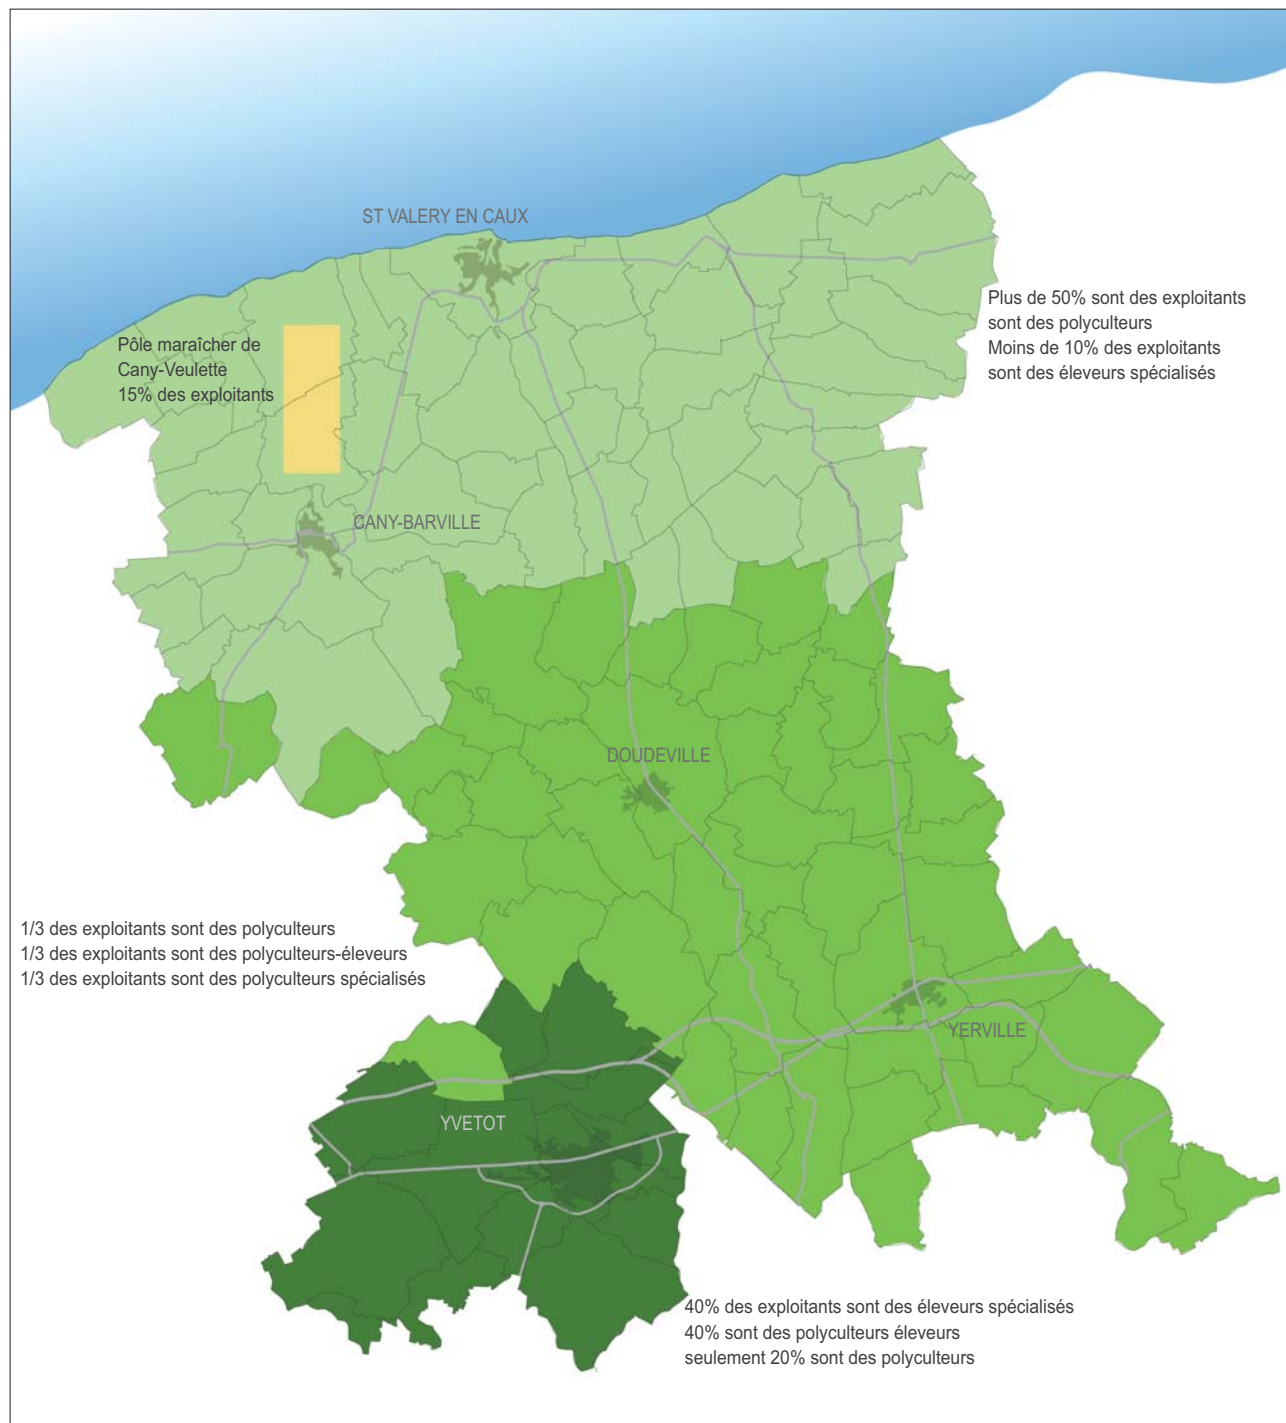 ST VALERY EN CAUX
Plus de 50% sont des exploitants
sont des polyculteurs
Moins de 10% des exploitants
sont des éleveurs spécialisés
Pôle maraîcher de
Cany-Veulette
15% des exploitants
CANY-BARVILLE
DOUDEVILLE
1/3 des exploitants sont des polyculteurs
1/3 des exploitants sont des polyculteurs-éleveurs
1/3 des exploitants sont des polyculteurs spécialisés
YERVILLE
YVETOT
40% des exploitants sont des éleveurs spécialisés
40% sont des polyculteurs éleveurs
seulement 20% sont des polyculteurs